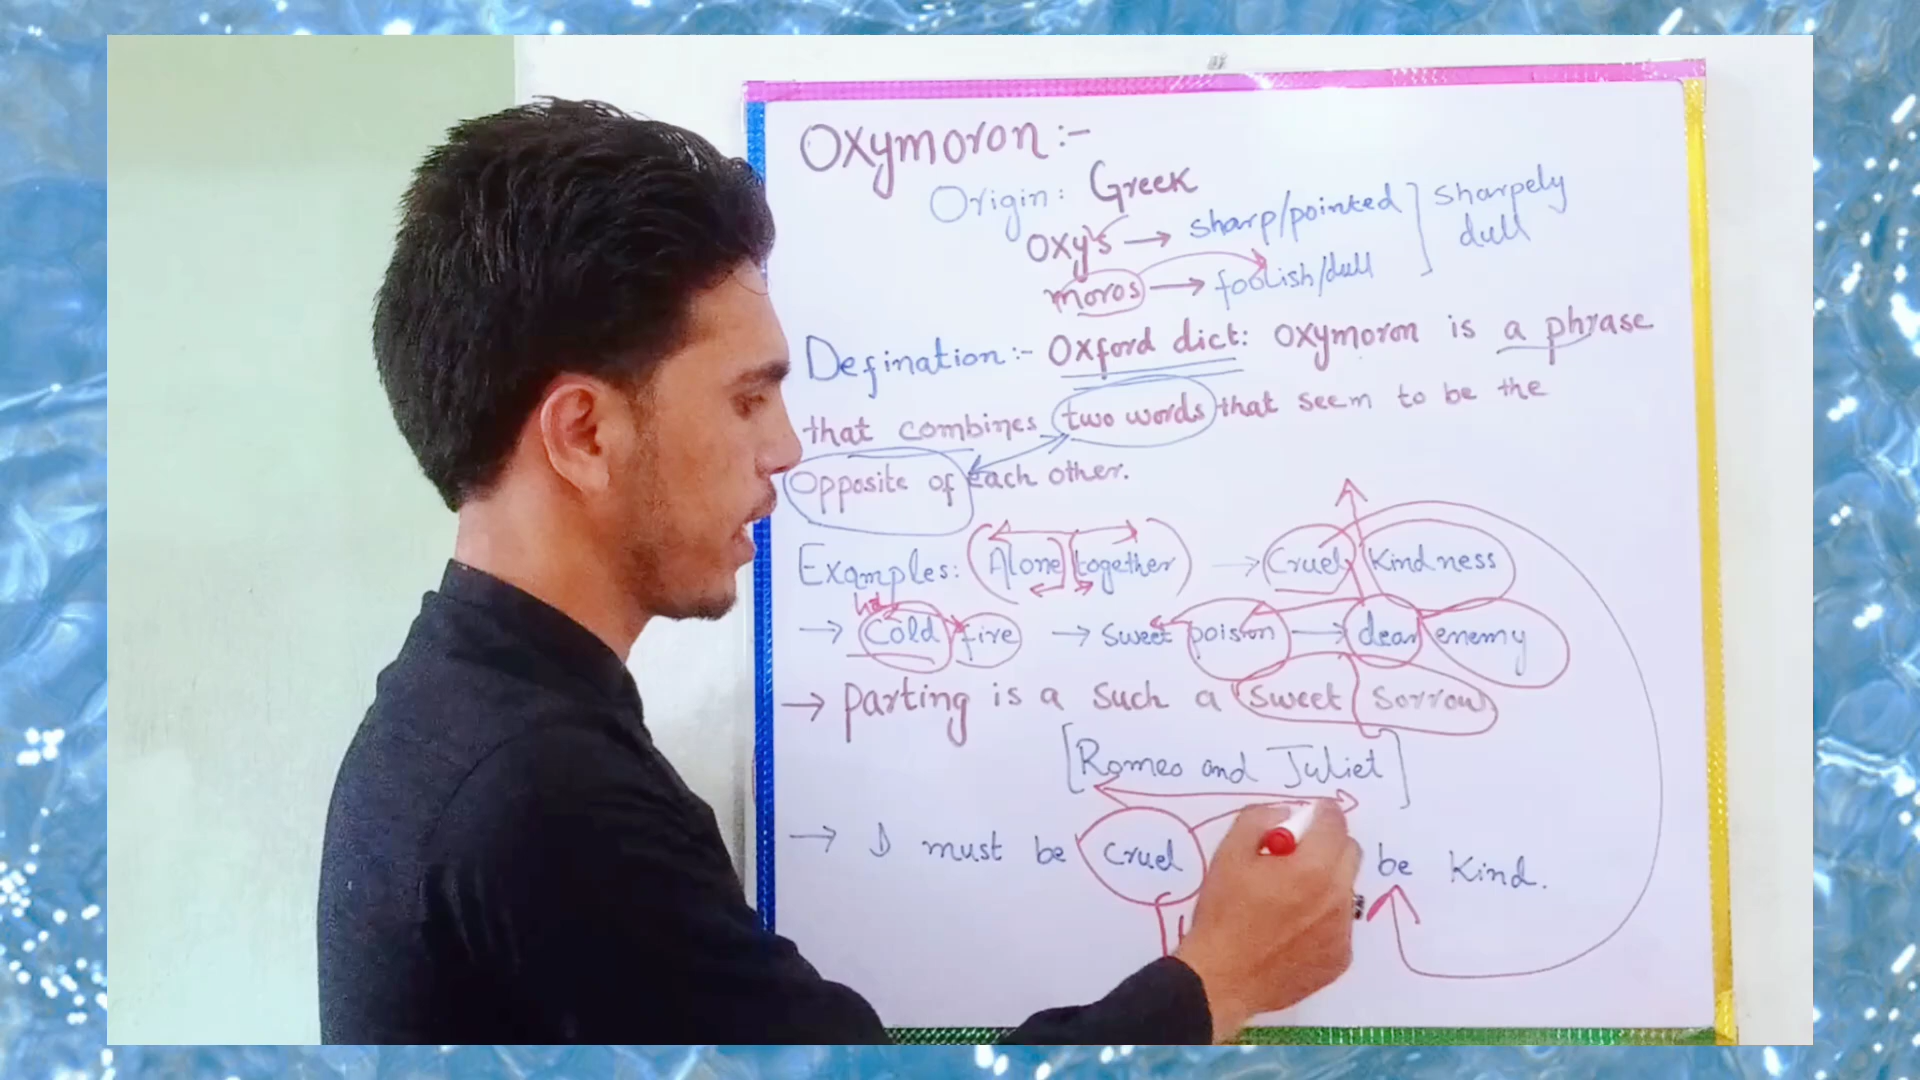 Oxymoron:-
Origin: Greek
Oxy's → sharp/pointed
moros → foolish/dull
] sharpely
dull
Defination:- Oxford dict: Oxymoron is a phrase
that combines two words that seem to be the
Opposite of each other.
Examples: (Alone together) → Cruel Kindness
hot
→ Cold fire → Sweet poision → dear enemy
→ Parting is a such a sweet sorrow
[Romeo and Juliet]
→ I must be cruel be kind.